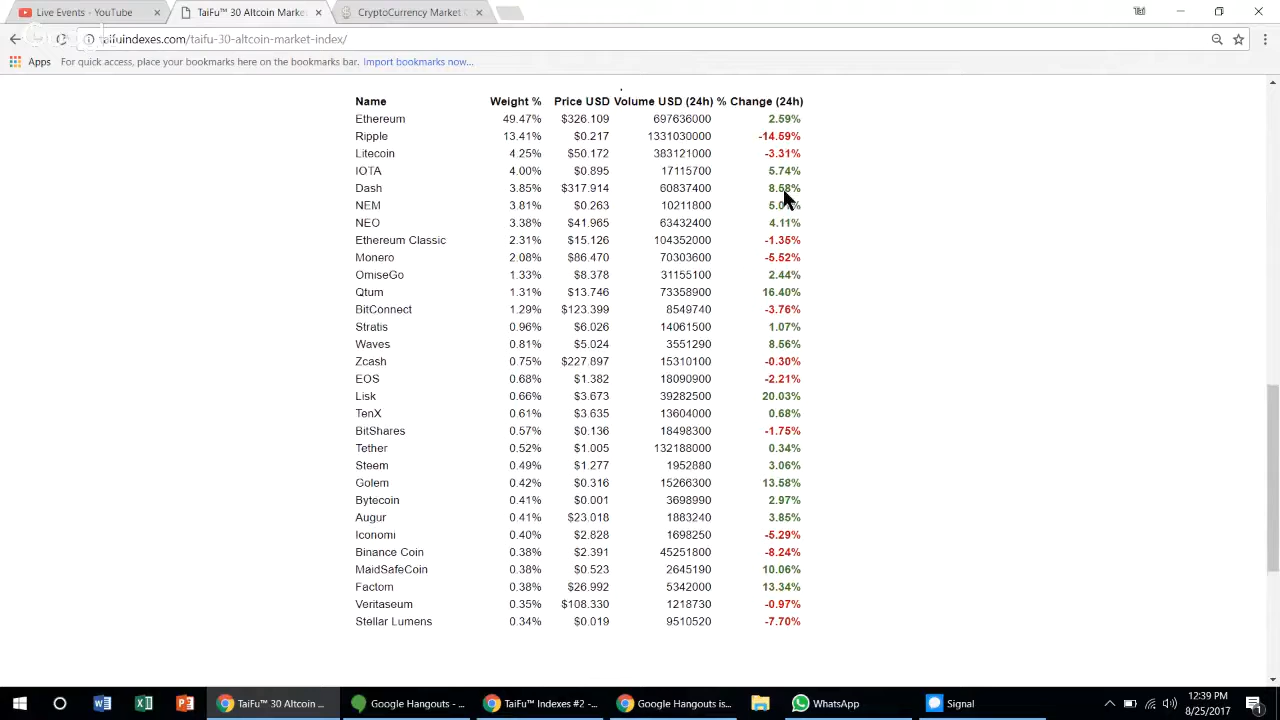 Live Events - YouTube
TaiFu™ 30 Altcoin Marke
CryptoCurrency Market C
aifuindexes.com/taifu-30-altcoin-market-index/
Apps For quick access, place your bookmarks here on the bookmarks bar. Import bookmarks now...
Name Weight % Price USD Volume USD (24h) % Change (24h)
Ethereum 49.47% $326.109 697636000 2.59%
Ripple 13.41% $0.217 1331030000 -14.59%
Litecoin 4.25% $50.172 383121000 -3.31%
IOTA 4.00% $0.895 17115700 5.74%
Dash 3.85% $317.914 60837400 8.58%
NEM 3.81% $0.263 10211800
NEO 3.38% $41.965 63432400 4.11%
Ethereum Classic 2.31% $15.126 104352000 -1.35%
Monero 2.08% $86.470 70303600 -5.52%
OmiseGo 1.33% $8.378 31155100 2.44%
Qtum 1.31% $13.746 73358900 16.40%
BitConnect 1.29% $123.399 8549740 -3.76%
Stratis 0.96% $6.026 14061500 1.07%
Waves 0.81% $5.024 3551290 8.56%
Zcash 0.75% $227.897 15310100 -0.30%
EOS 0.68% $1.382 18090900 -2.21%
Lisk 0.66% $3.673 39282500 20.03%
TenX 0.61% $3.635 13604000 0.68%
BitShares 0.57% $0.136 18498300 -1.75%
Tether 0.52% $1.005 132188000 0.34%
Steem 0.49% $1.277 1952880 3.06%
Golem 0.42% $0.316 15266300 13.58%
Bytecoin 0.41% $0.001 3698990 2.97%
Augur 0.41% $23.018 1883240 3.85%
Iconomi 0.40% $2.828 1698250 -5.29%
Binance Coin 0.38% $2.391 45251800 -8.24%
MaidSafeCoin 0.38% $0.523 2645190 10.06%
Factom 0.38% $26.992 5342000 13.34%
Veritaseum 0.35% $108.330 1218730 -0.97%
Stellar Lumens 0.34% $0.019 9510520 -7.70%
TaiFu™ 30 Altcoin ...
Google Hangouts - ...
TaiFu™ Indexes #2 -...
Google Hangouts is...
WhatsApp
Signal
12:39 PM
8/25/2017